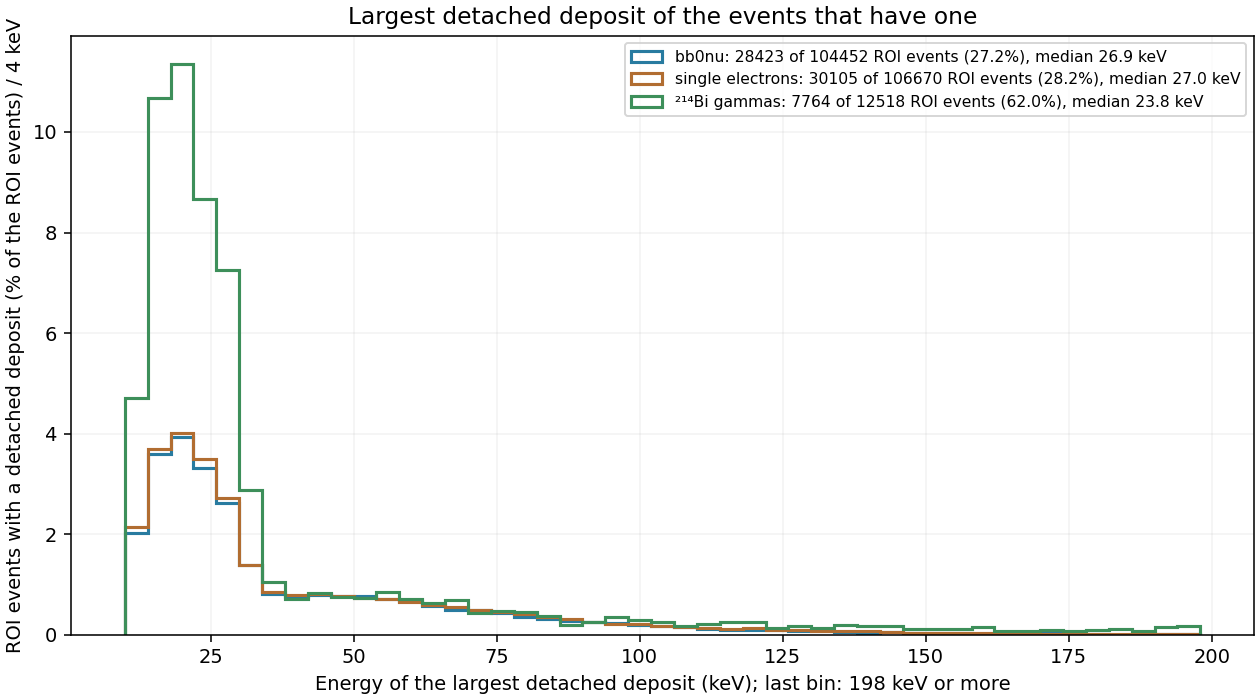 Largest detached deposit of the events that have one
ROI events with a detached deposit (% of the ROI events) / 4 keV
bb0nu: 28423 of 104452 ROI events (27.2%), median 26.9 keV
single electrons: 30105 of 106670 ROI events (28.2%), median 27.0 keV
²¹⁴Bi gammas: 7764 of 12518 ROI events (62.0%), median 23.8 keV
10
8
6
4
2
0
25
50
75
100
125
150
175
200
Energy of the largest detached deposit (keV); last bin: 198 keV or more